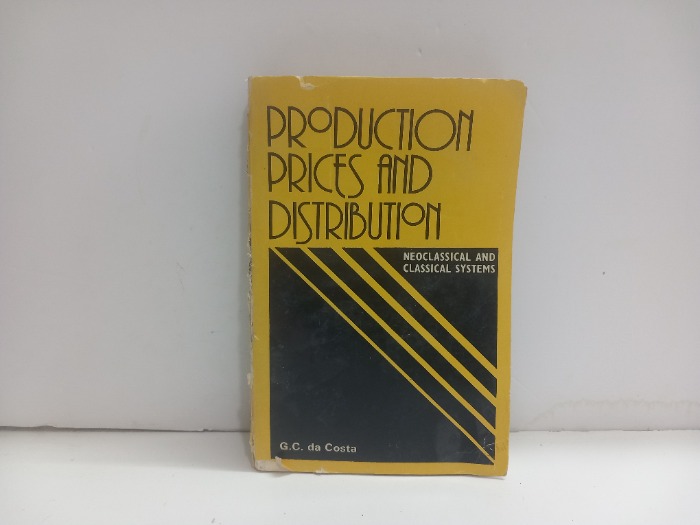 PRODUCTION
PRICES AND
DISTRIBUTION
NEOCLASSICAL AND
CLASSICAL SYSTEMS
G.C. da Costa